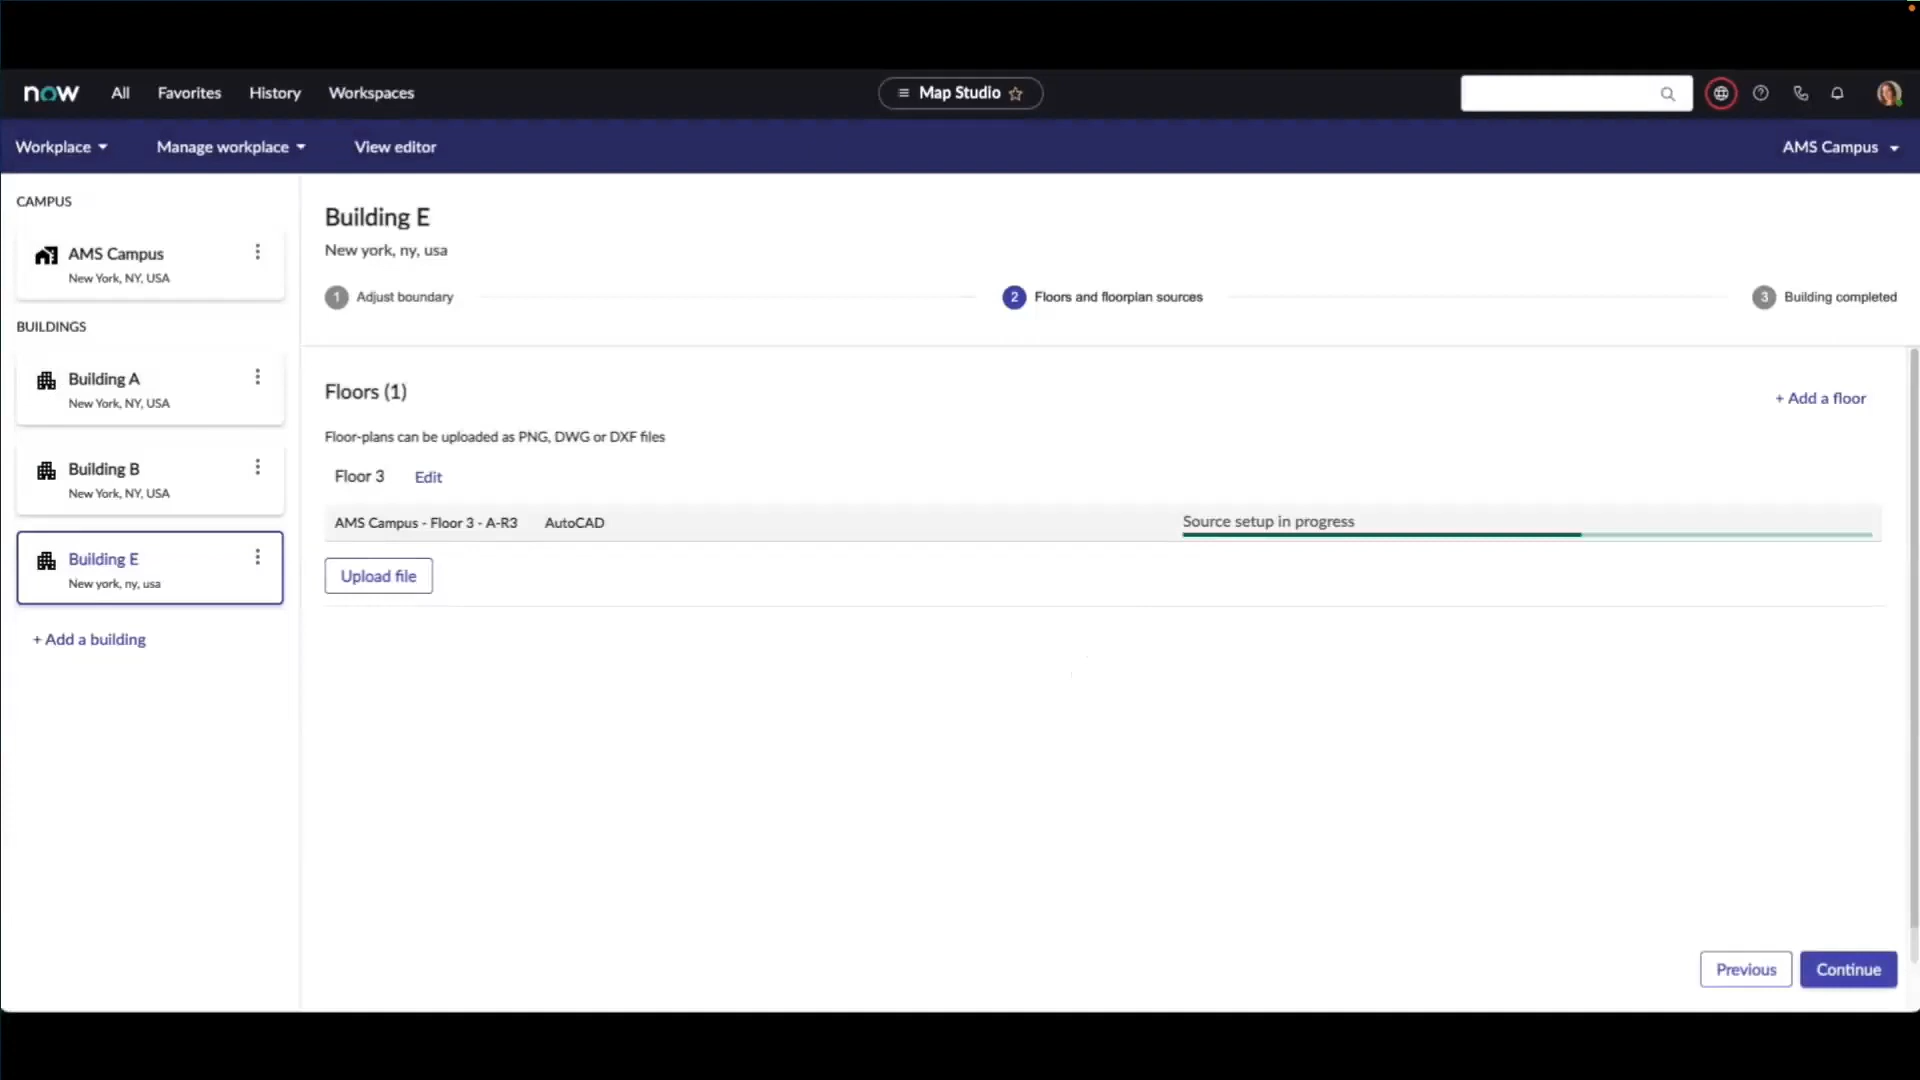 now All Favorites History Workspaces Map Studio
Workplace Manage workplace View editor AMS Campus
CAMPUS
AMS Campus
New York, NY, USA
BUILDINGS
Building A
New York, NY, USA
Building B
New York, NY, USA
Building E
New york, ny, usa
+ Add a building
Building E
New york, ny, usa
1 Adjust boundary 2 Floors and floorplan sources 3 Building completed
Floors (1)
+ Add a floor
Floor-plans can be uploaded as PNG, DWG or DXF files
Floor 3 Edit
AMS Campus - Floor 3 - A-R3 AutoCAD Source setup in progress
Upload file
Previous Continue